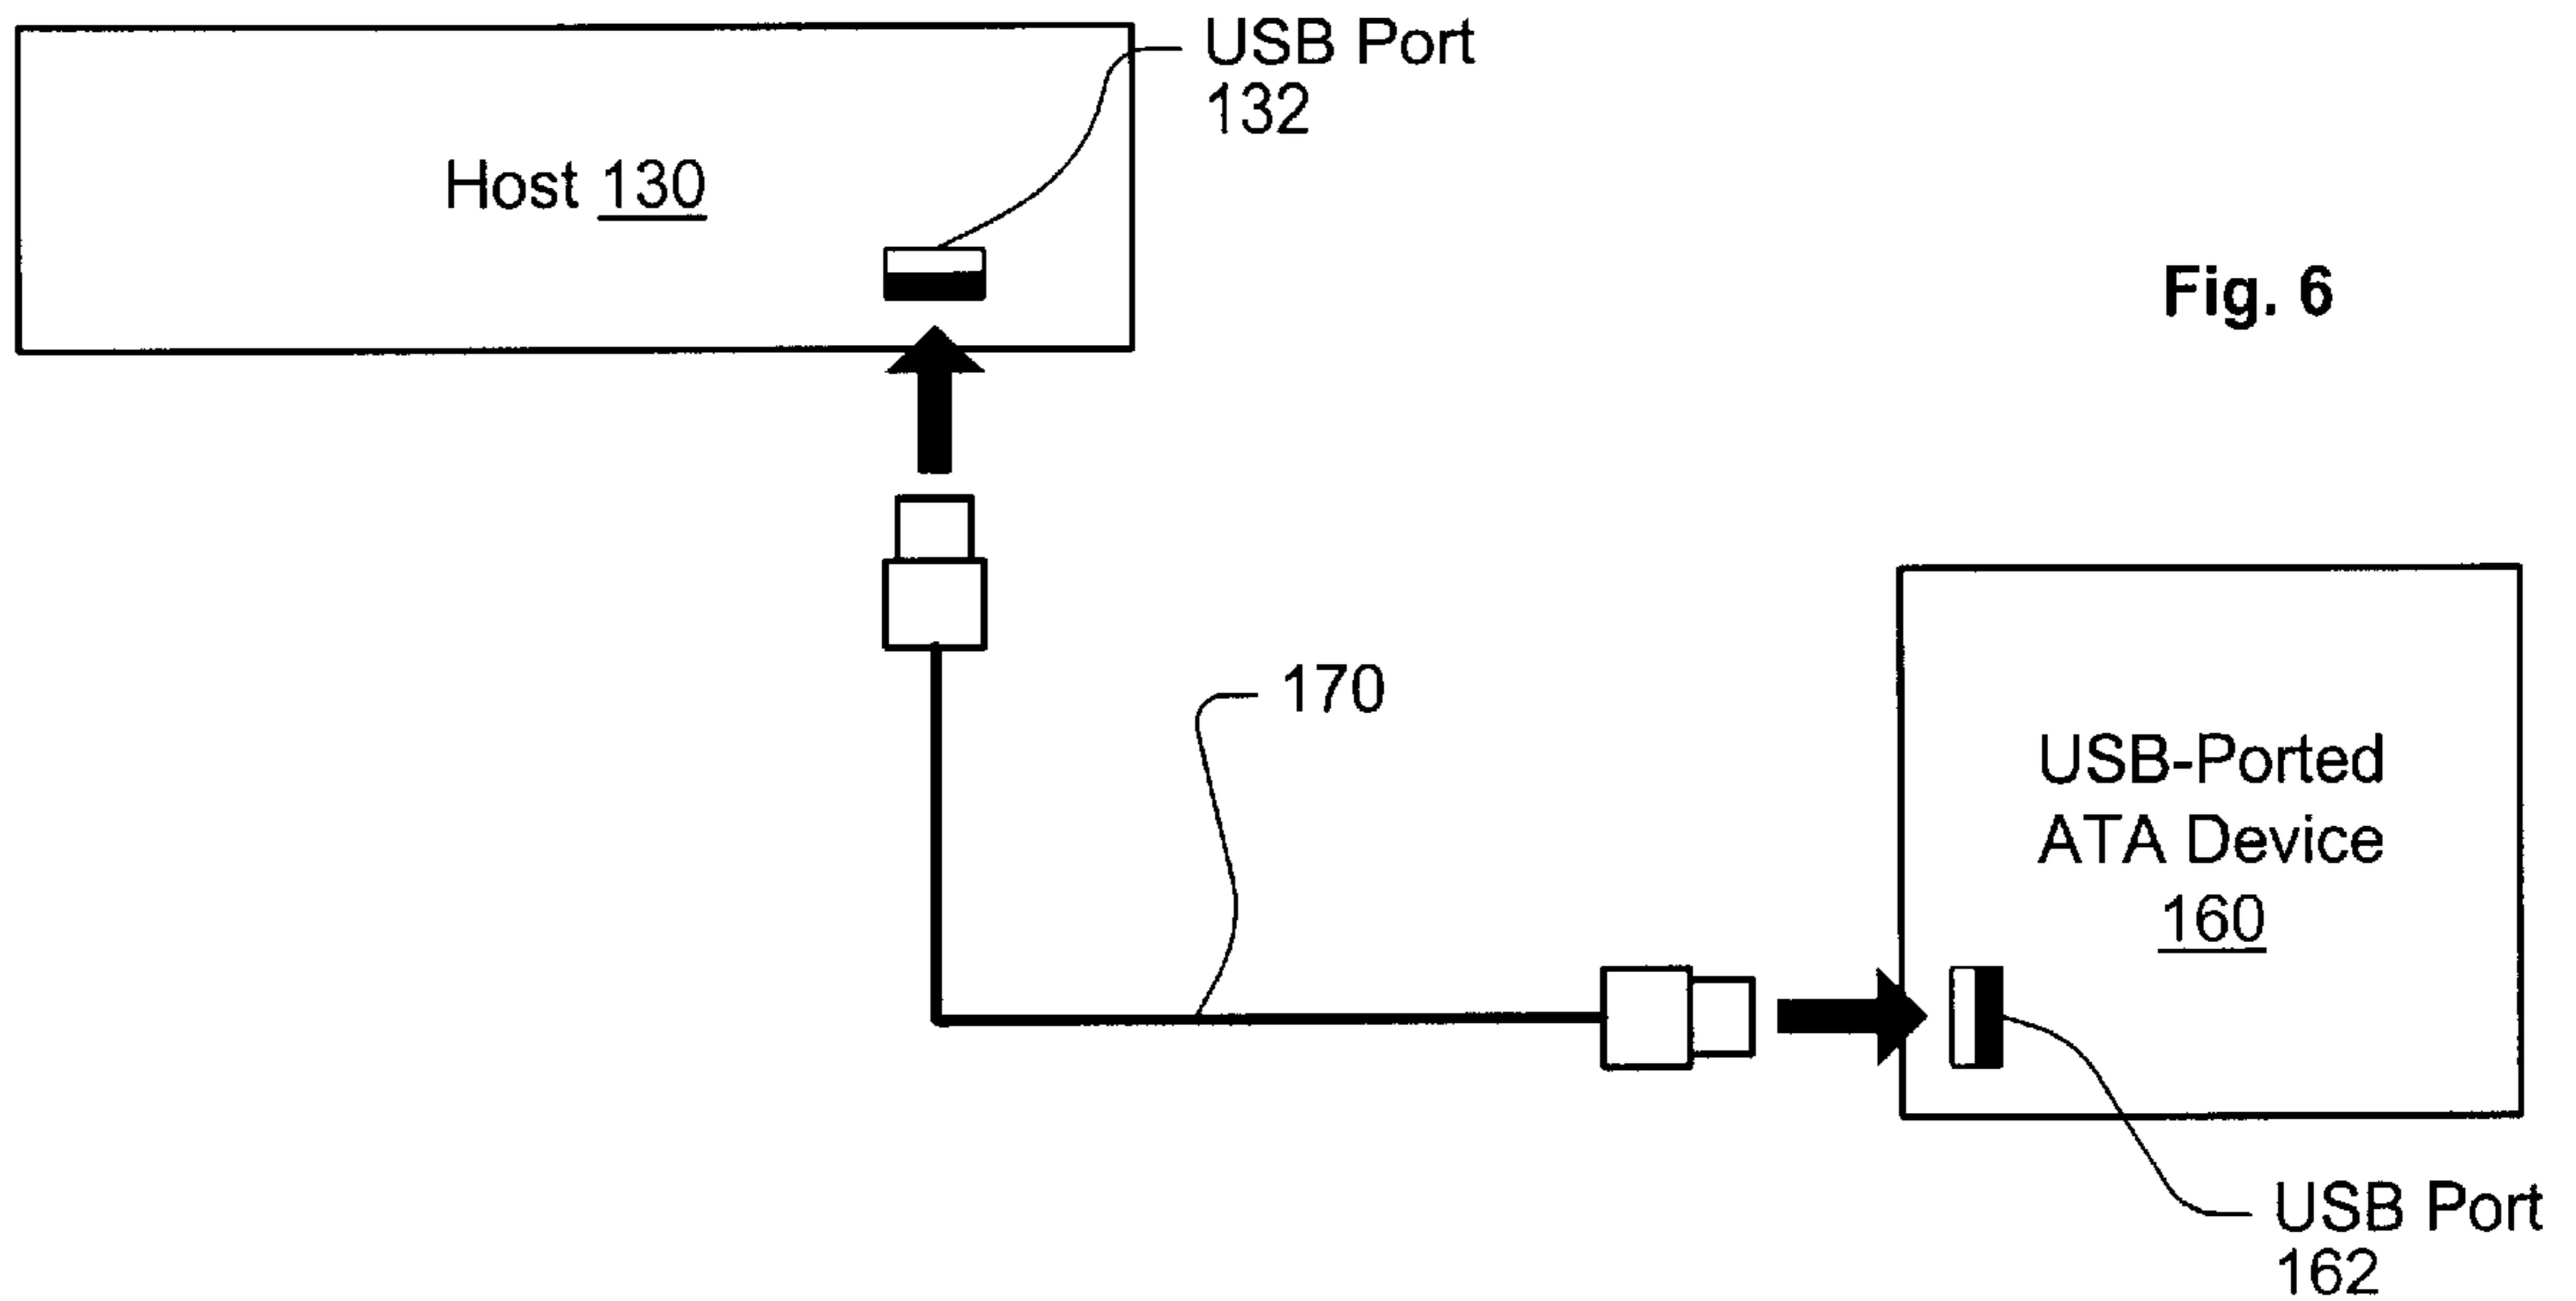 USB Port
132
Host 130
Fig. 6
170
USB-Ported
ATA Device
160
USB Port
162